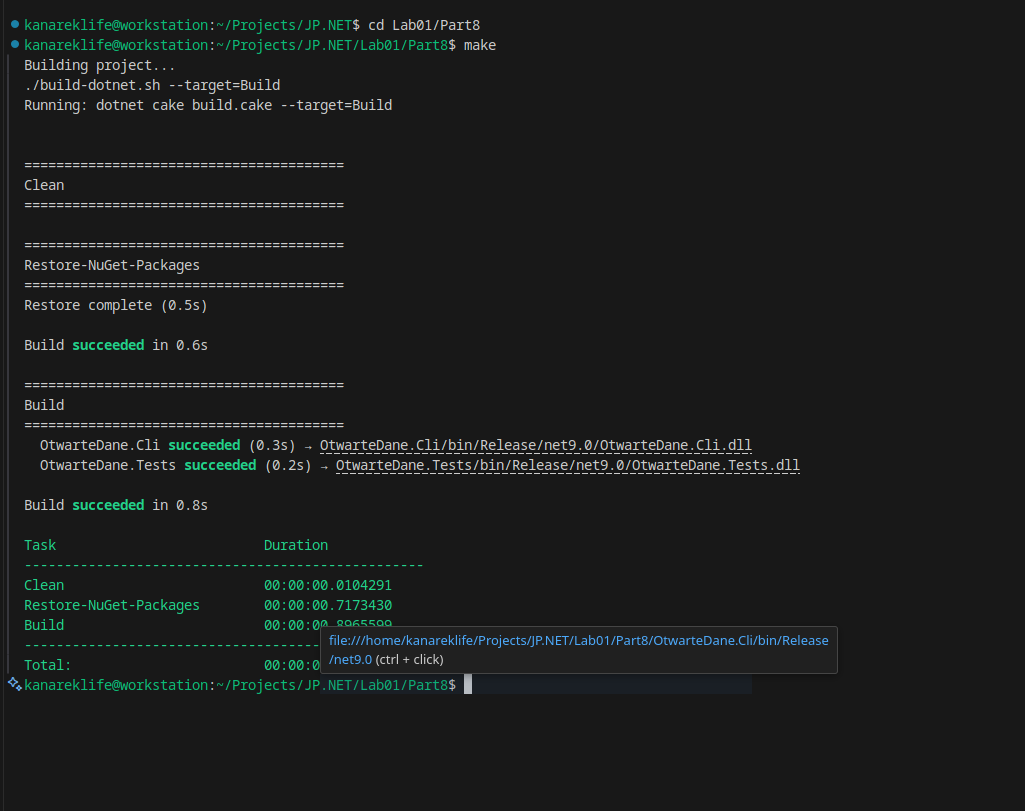 kanareklife@workstation:~/Projects/JP.NET$ cd Lab01/Part8
kanareklife@workstation:~/Projects/JP.NET/Lab01/Part8$ make
Building project...
./build-dotnet.sh --target=Build
Running: dotnet cake build.cake --target=Build
========================================
Clean
========================================
========================================
Restore-NuGet-Packages
========================================
Restore complete (0.5s)
Build succeeded in 0.6s
========================================
Build
========================================
OtwarteDane.Cli succeeded (0.3s) → OtwarteDane.Cli/bin/Release/net9.0/OtwarteDane.Cli.dll
OtwarteDane.Tests succeeded (0.2s) → OtwarteDane.Tests/bin/Release/net9.0/OtwarteDane.Tests.dll
Build succeeded in 0.8s
Task Duration
--------------------------------------------------
Clean 00:00:00.0104291
Restore-NuGet-Packages 00:00:00.7173430
Build 00:00:00.8965599
--------------------------------------------------
Total: 00:00:0
file:///home/kanareklife/Projects/JP.NET/Lab01/Part8/OtwarteDane.Cli/bin/Release
/net9.0 (ctrl + click)
kanareklife@workstation:~/Projects/JP.NET/Lab01/Part8$